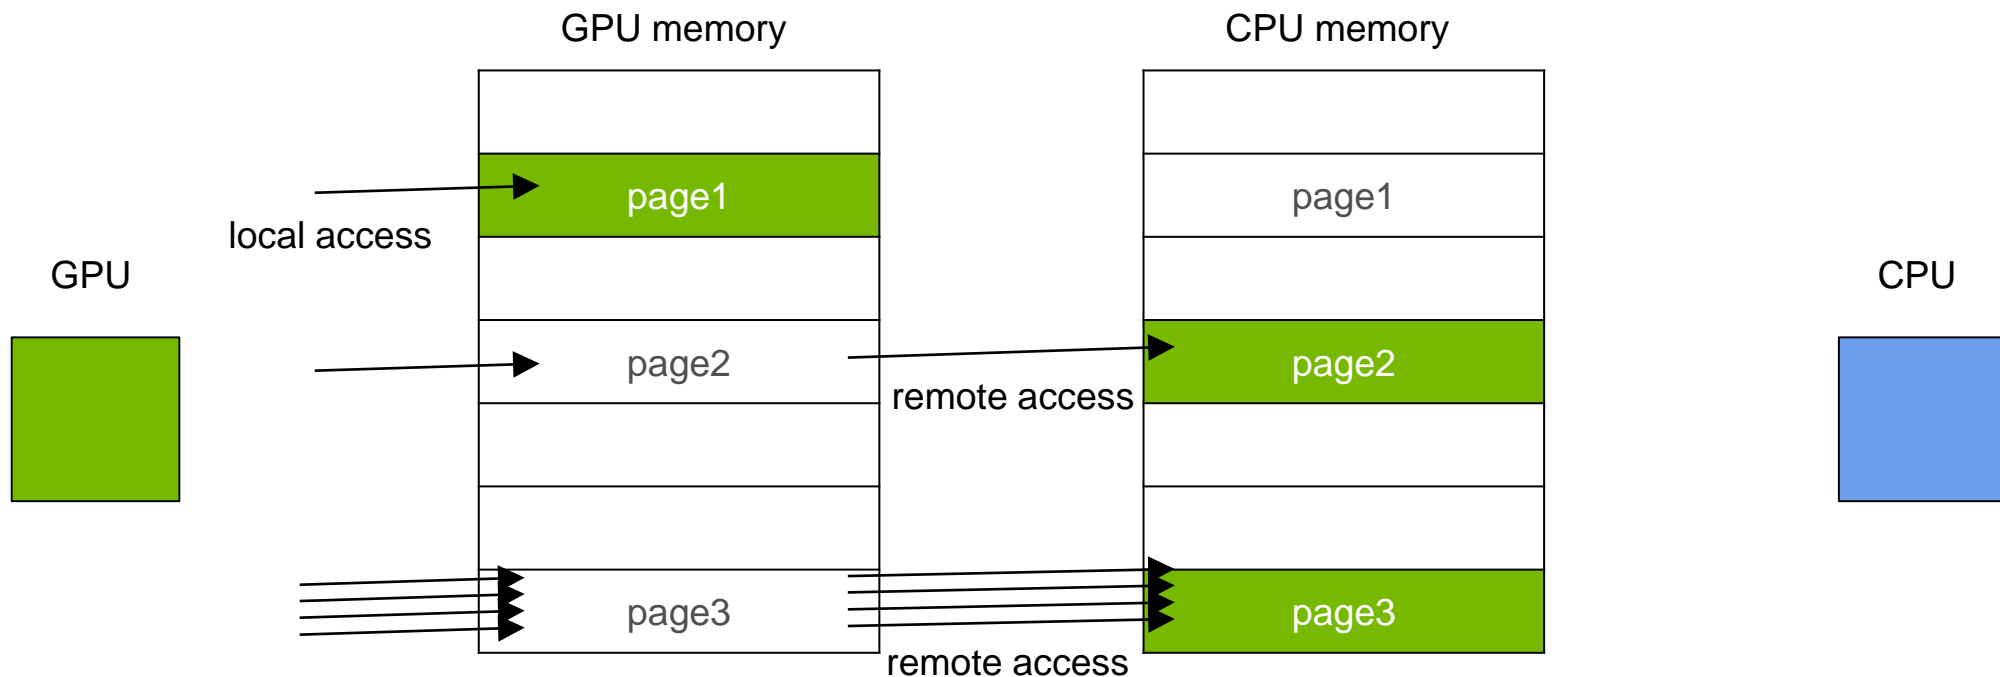 GPU memory
CPU memory
page1
page1
local access
GPU
CPU
page2
page2
remote access
page3
page3
remote access